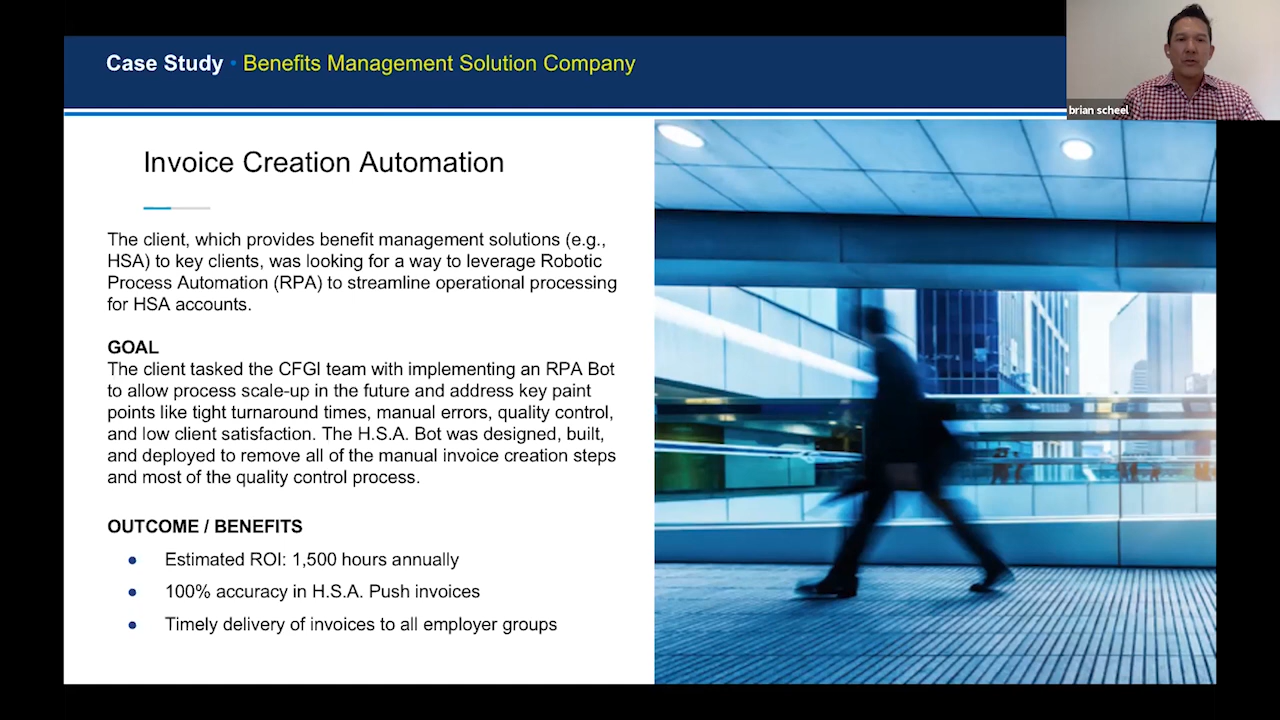 Case Study • Benefits Management Solution Company
brian scheel
Invoice Creation Automation
The client, which provides benefit management solutions (e.g.,
HSA) to key clients, was looking for a way to leverage Robotic
Process Automation (RPA) to streamline operational processing
for HSA accounts.
GOAL
The client tasked the CFGI team with implementing an RPA Bot
to allow process scale-up in the future and address key paint
points like tight turnaround times, manual errors, quality control,
and low client satisfaction. The H.S.A. Bot was designed, built,
and deployed to remove all of the manual invoice creation steps
and most of the quality control process.
OUTCOME / BENEFITS
• Estimated ROI: 1,500 hours annually
• 100% accuracy in H.S.A. Push invoices
• Timely delivery of invoices to all employer groups